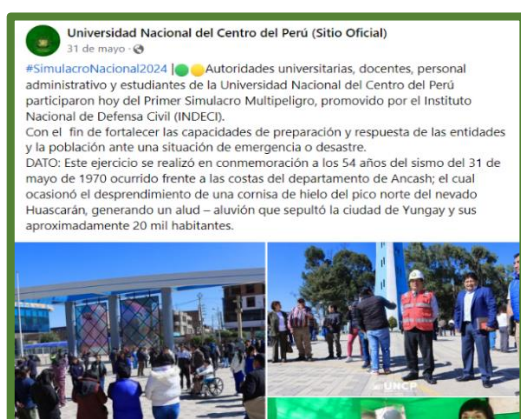 Universidad Nacional del Centro del Perú (Sitio Oficial)
31 de mayo ·
#SimulacroNacional2024 |🟢🟡Autoridades universitarias, docentes, personal
administrativo y estudiantes de la Universidad Nacional del Centro del Perú
participaron hoy del Primer Simulacro Multipeligro, promovido por el Instituto
Nacional de Defensa Civil (INDECI).
Con el fin de fortalecer las capacidades de preparación y respuesta de las entidades
y la población ante una situación de emergencia o desastre.
DATO: Este ejercicio se realizó en conmemoración a los 54 años del sismo del 31 de
mayo de 1970 ocurrido frente a las costas del departamento de Ancash; el cual
ocasionó el desprendimiento de una cornisa de hielo del pico norte del nevado
Huascarán, generando un alud – aluvión que sepultó la ciudad de Yungay y sus
aproximadamente 20 mil habitantes.
UNCP